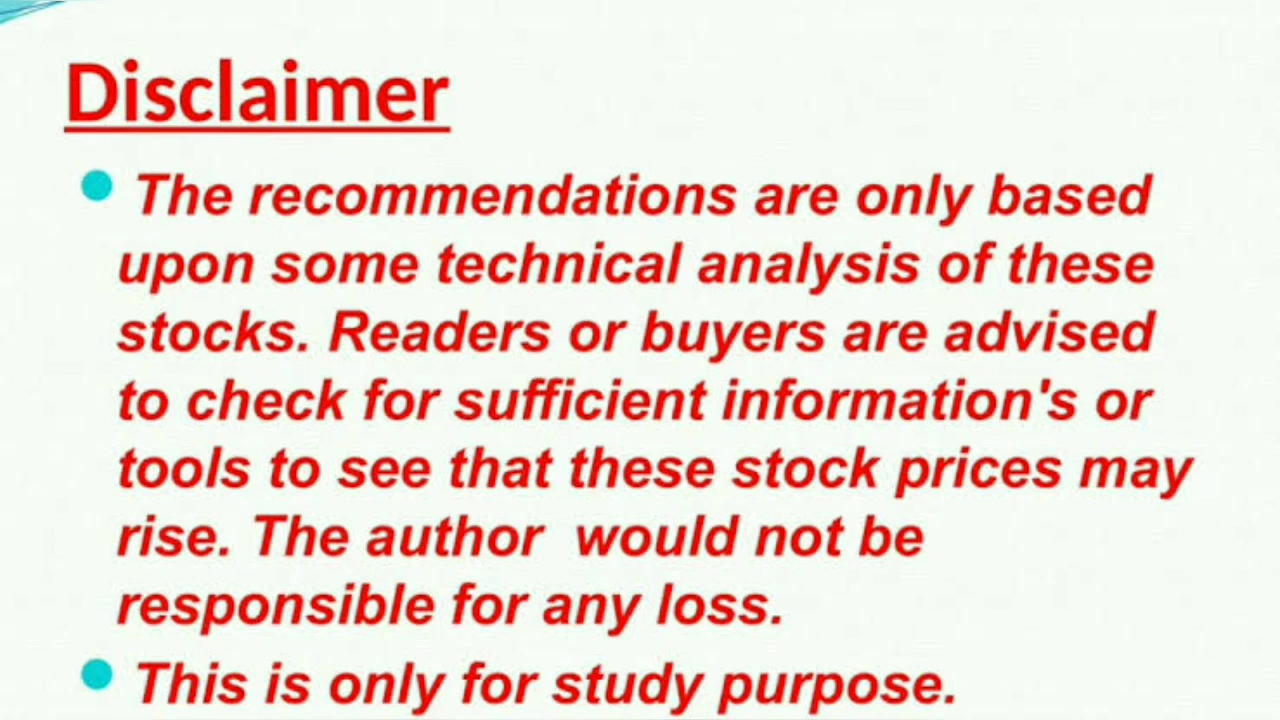 Disclaimer
The recommendations are only based
upon some technical analysis of these
stocks. Readers or buyers are advised
to check for sufficient information's or
tools to see that these stock prices may
rise. The author  would not be
responsible for any loss.
This is only for study purpose.